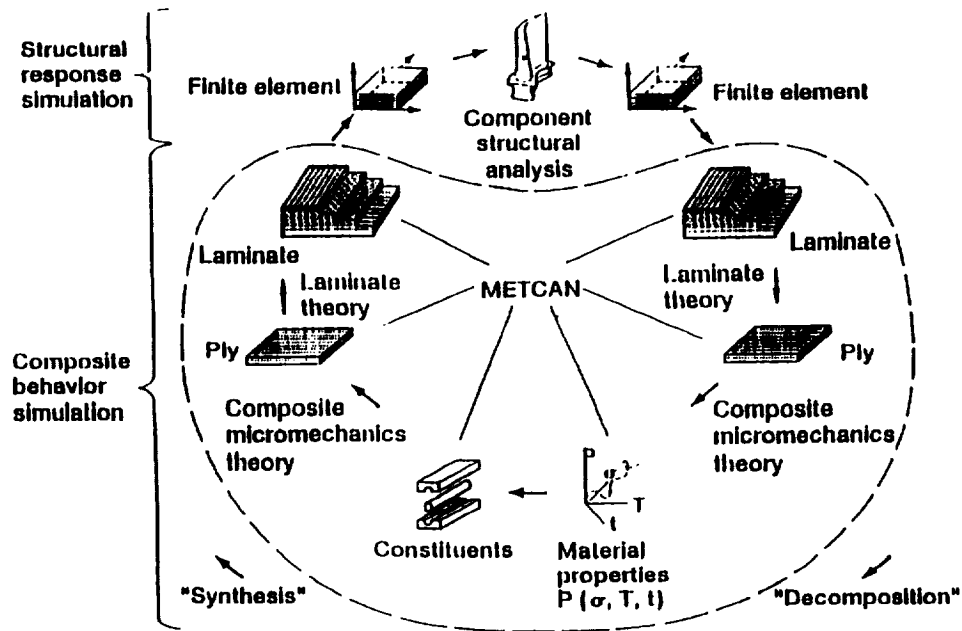 Structural
response
simulation
Finite element
Component
structural
analysis
Finite element
Laminate
Laminate
theory
METCAN
Laminate
Laminate
theory
Ply
Ply
Composite
behavior
simulation
Composite
micromechanics
theory
Composite
micromechanics
theory
P
σ
T
t
Constituents
Material
properties
P (σ, T, t)
"Synthesis"
"Decomposition"